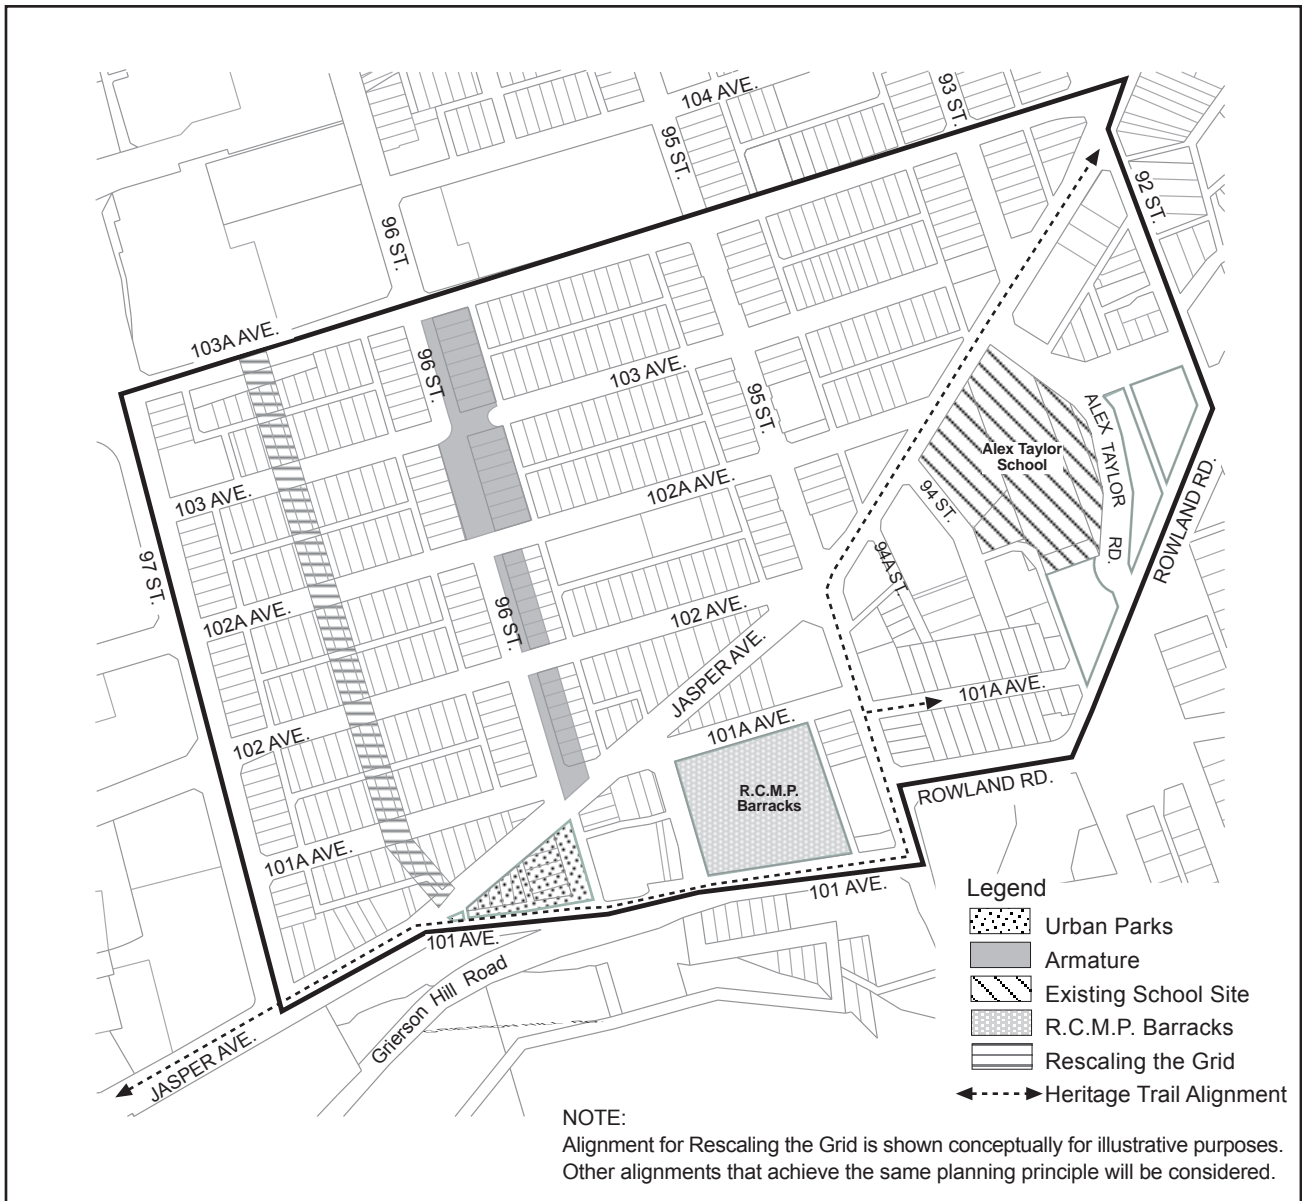 104 AVE.
93 ST.
95 ST.
92 ST.
96 ST.
103A AVE.
96 ST.
103 AVE.
95 ST.
ALEX TAYLOR
RD.
Alex Taylor
School
103 AVE.
102A AVE.
94 ST.
ROWLAND RD.
97 ST.
94A ST.
102A AVE.
96 ST.
102 AVE.
JASPER AVE.
101A AVE.
102 AVE.
101A AVE.
R.C.M.P.
Barracks
ROWLAND RD.
101A AVE.
101 AVE.
101 AVE.
Grierson Hill Road
JASPER AVE.
Legend
Urban Parks
Armature
Existing School Site
R.C.M.P. Barracks
Rescaling the Grid
Heritage Trail Alignment
NOTE:
Alignment for Rescaling the Grid is shown conceptually for illustrative purposes.
Other alignments that achieve the same planning principle will be considered.